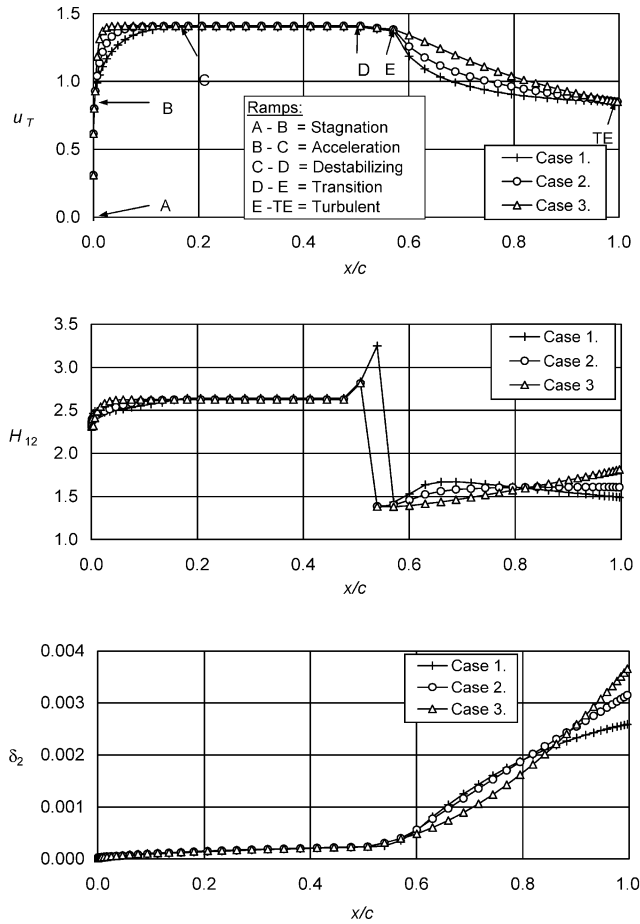 1.5
1.0
0.5
0.0
u T
A
B
C
D
E
TE
Ramps:
A - B = Stagnation
B - C = Acceleration
C - D = Destabilizing
D - E = Transition
E -TE = Turbulent
Case 1.
Case 2.
Case 3.
0.0 0.2 0.4 0.6 0.8 1.0
x/c
3.5
3.0
2.5
2.0
1.5
1.0
H 12
Case 1.
Case 2.
Case 3
0.0 0.2 0.4 0.6 0.8 1.0
x/c
0.004
0.003
0.002
0.001
0.000
δ2
Case 1.
Case 2.
Case 3.
0.0 0.2 0.4 0.6 0.8 1.0
x/c